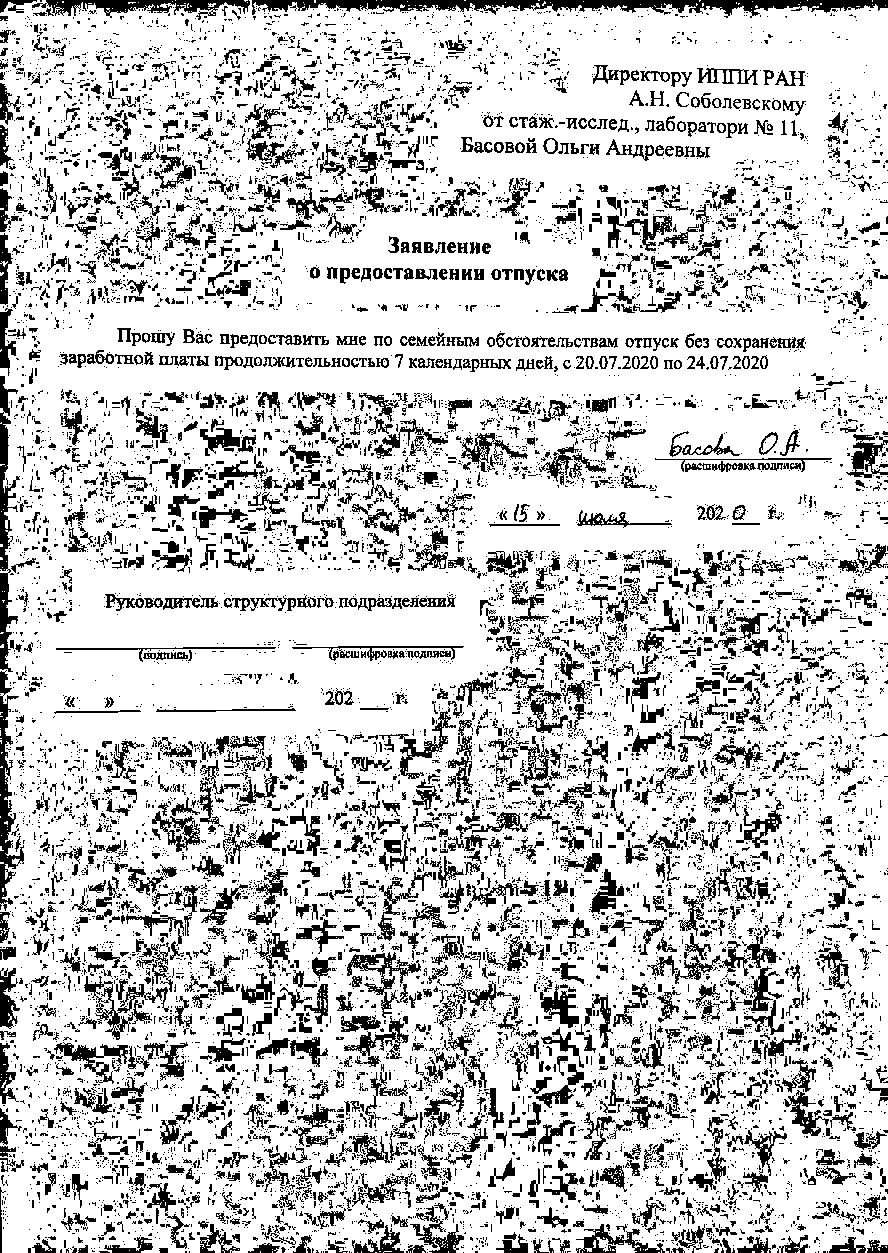 Директору ИППИ РАН
А.Н. Соболевскому
от стаж.-исслед., лаборатори № 11,
Басовой Ольги Андреевны
Заявление
о предоставлении отпуска
Прошу Вас предоставить мне по семейным обстоятельствам отпуск без сохранения
заработной платы продолжительностью 7 календарных дней, с 20.07.2020 по 24.07.2020
Басова О.А.
(расшифровка подписи)
« 15 » июля 2020 г.
Руководитель структурного подразделения
(подпись) (расшифровка подписи)
« » 202 г.